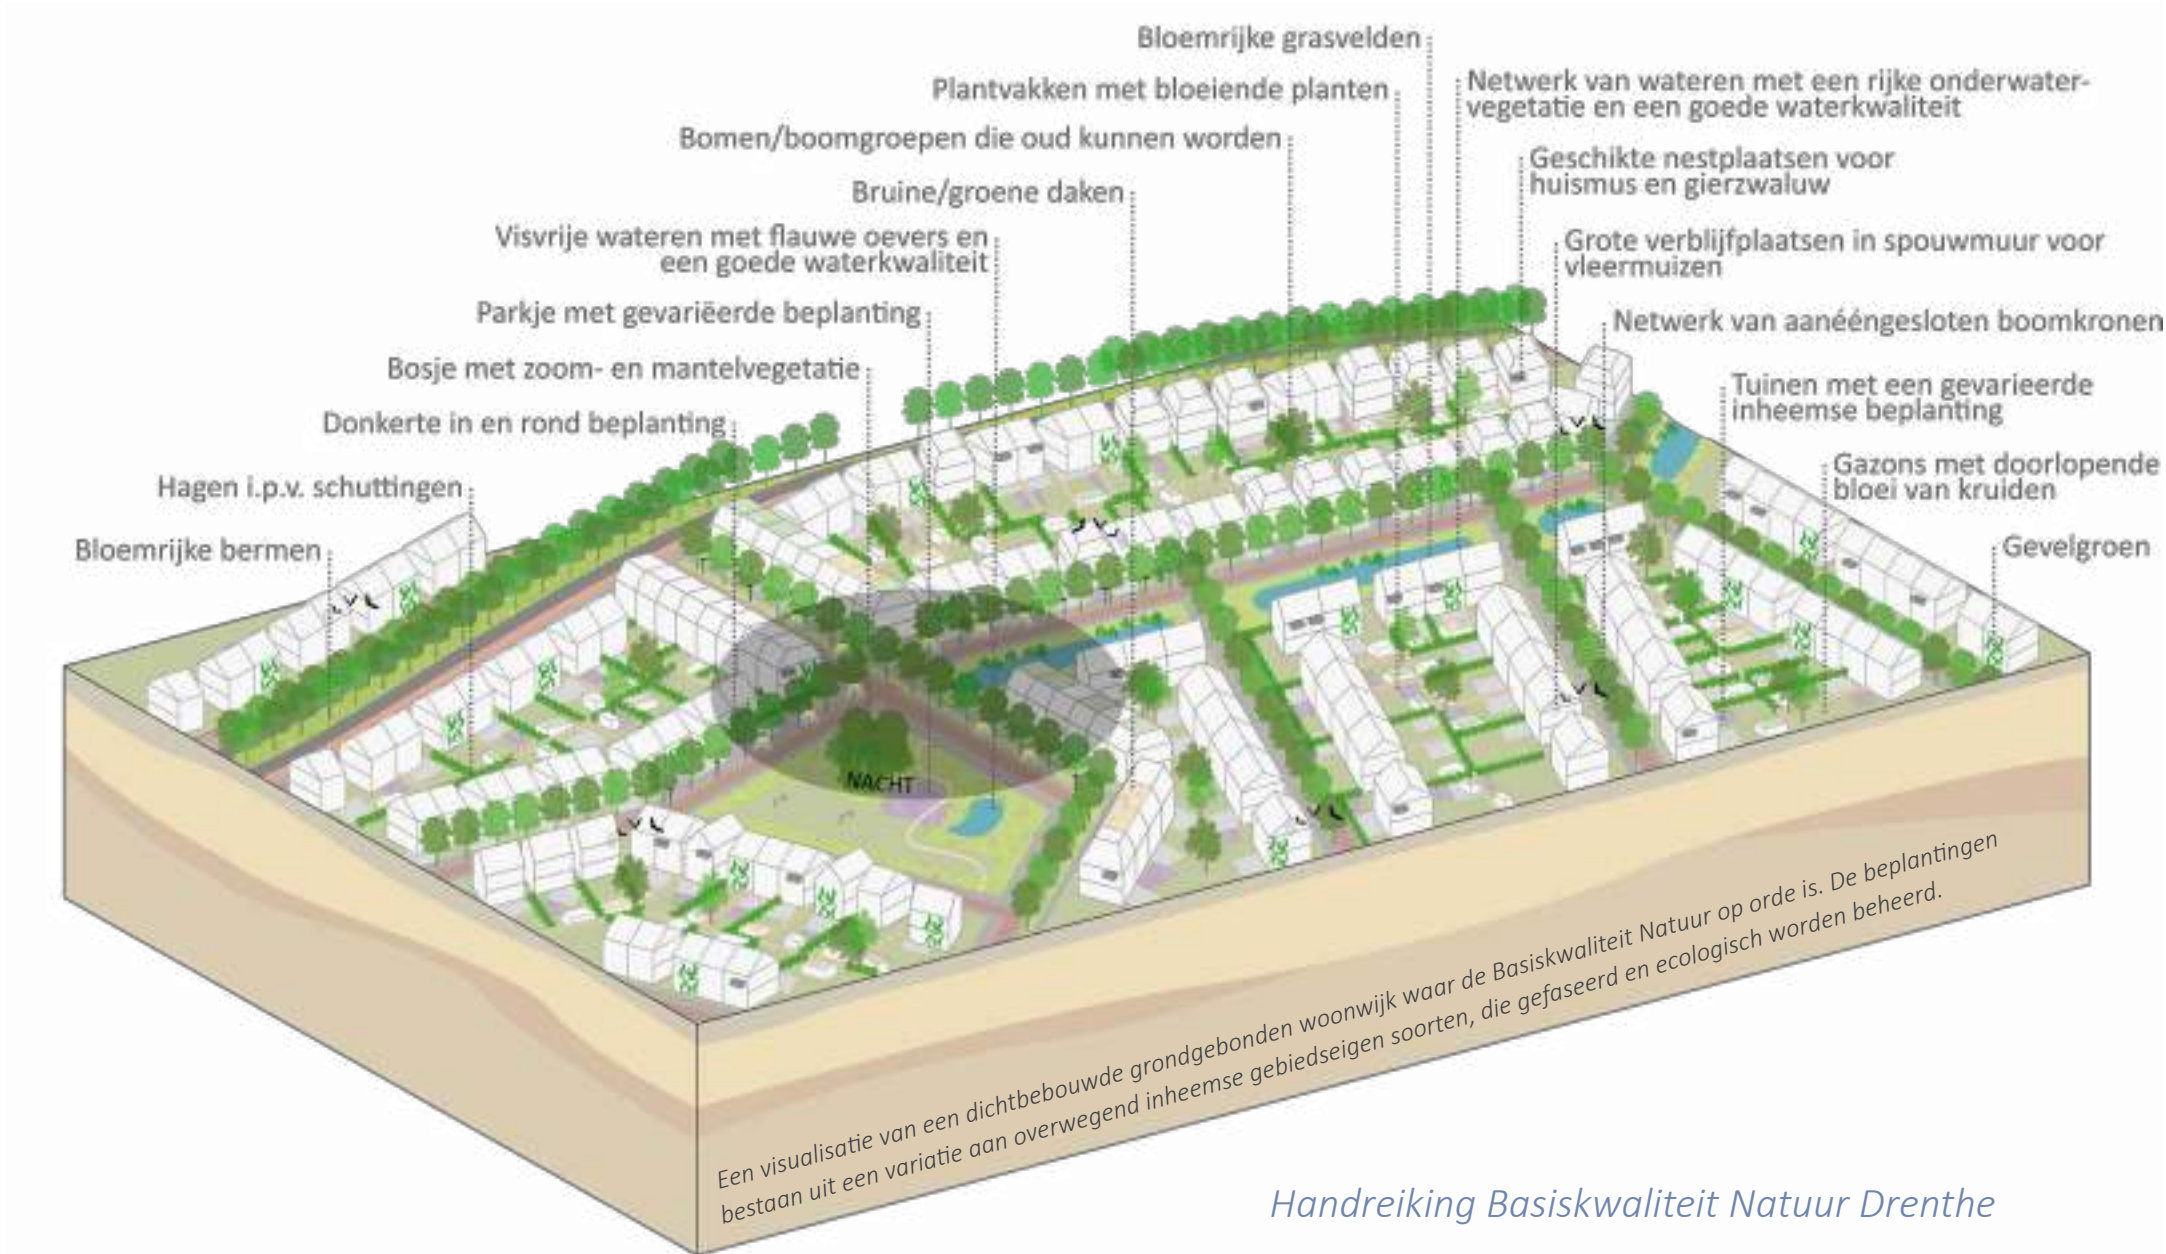 Bloemrijke grasvelden
Plantvakken met bloeiende planten
Netwerk van wateren met een rijke onderwater-
vegetatie en een goede waterkwaliteit
Bomen/boomgroepen die oud kunnen worden
Geschikte nestplaatsen voor
huismus en gierzwaluw
Bruine/groene daken
Visvrije wateren met flauwe oevers en
een goede waterkwaliteit
Grote verblijfplaatsen in spouwmuur voor
vleermuizen
Parkje met gevariëerde beplanting
Netwerk van aanééngesloten boomkronen
Bosje met zoom- en mantelvegetatie
Tuinen met een gevarieerde
inheemse beplanting
Donkerte in en rond beplanting
Gazons met doorlopende
bloei van kruiden
Hagen i.p.v. schuttingen
Bloemrijke bermen
Gevelgroen
NACHT
Een visualisatie van een dichtbebouwde grondgebonden woonwijk waar de Basiskwaliteit Natuur op orde is. De beplantingen
bestaan uit een variatie aan overwegend inheemse gebiedseigen soorten, die gefaseerd en ecologisch worden beheerd.
Handreiking Basiskwaliteit Natuur Drenthe